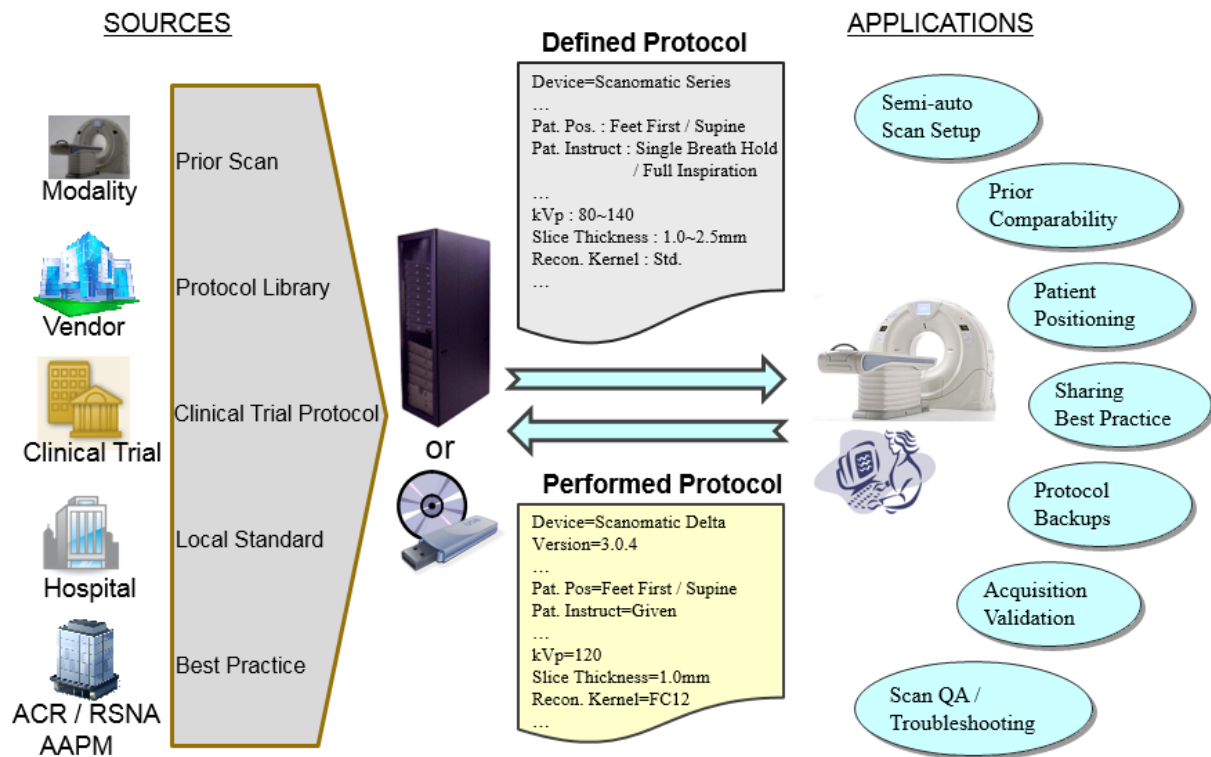 SOURCES
Modality
Vendor
Clinical Trial
Hospital
ACR / RSNA
AAPM
Prior Scan
Protocol Library
Clinical Trial Protocol
Local Standard
Best Practice
or
Defined Protocol
Device=Scanomatic Series
…
Pat. Pos. : Feet First / Supine
Pat. Instruct : Single Breath Hold
/ Full Inspiration
…
kVp : 80~140
Slice Thickness : 1.0~2.5mm
Recon. Kernel : Std.
…
Performed Protocol
Device=Scanomatic Delta
Version=3.0.4
…
Pat. Pos=Feet First / Supine
Pat. Instruct=Given
…
kVp=120
Slice Thickness=1.0mm
Recon. Kernel=FC12
…
APPLICATIONS
Semi-auto
Scan Setup
Prior
Comparability
Patient
Positioning
Sharing
Best Practice
Protocol
Backups
Acquisition
Validation
Scan QA /
Troubleshooting